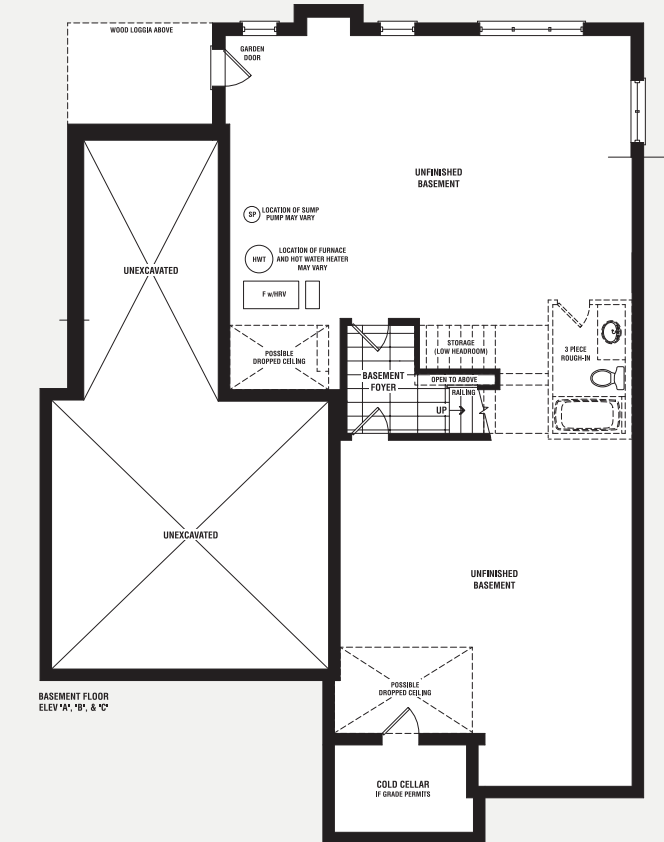 WOOD LOGGIA ABOVE
GARDEN
DOOR
UNFINISHED
BASEMENT
SP
LOCATION OF SUMP
PUMP MAY VARY
HWT
LOCATION OF FURNACE
AND HOT WATER HEATER
MAY VARY
F w/HRV
UNEXCAVATED
POSSIBLE
DROPPED CEILING
STORAGE
(LOW HEADROOM)
3 PIECE
ROUGH-IN
BASEMENT
FOYER
OPEN TO ABOVE
RAILING
UP
UNEXCAVATED
UNFINISHED
BASEMENT
POSSIBLE
DROPPED CEILING
BASEMENT FLOOR
ELEV "A", "B", & "C"
COLD CELLAR
IF GRADE PERMITS